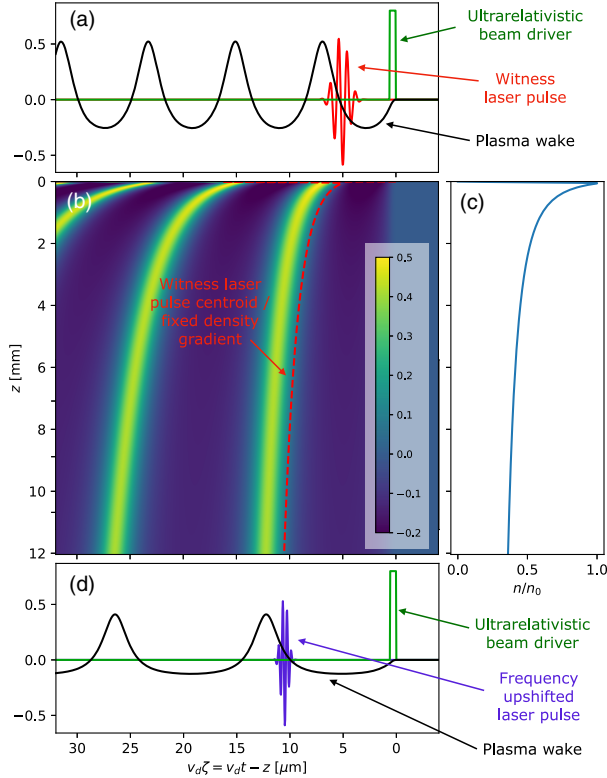 (a)
Ultrarelativistic
beam driver
Witness
laser pulse
Plasma wake
0.5
0.0
−0.5
(b)
(c)
0
2
4
6
8
10
12
z [mm]
Witness laser
pulse centroid /
fixed density
gradient
0.5
0.4
0.3
0.2
0.1
0.0
−0.1
−0.2
0.0
0.5
1.0
n/n₀
(d)
Ultrarelativistic
beam driver
Frequency
upshifted
laser pulse
Plasma wake
0.5
0.0
−0.5
30
25
20
15
10
5
0
v_dζ = v_dt − z [μm]